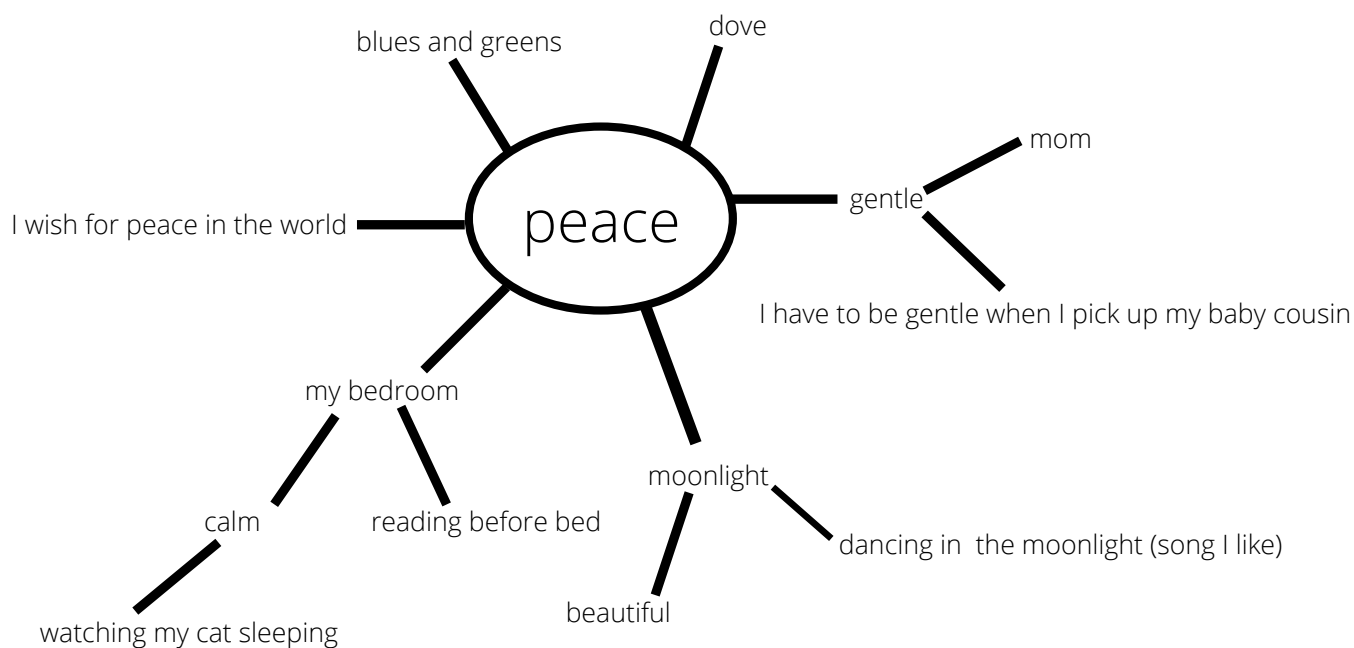 dove
blues and greens
mom
gentle
peace
I wish for peace in the world
I have to be gentle when I pick up my baby cousin
my bedroom
moonlight
calm
reading before bed
dancing in  the moonlight (song I like)
beautiful
watching my cat sleeping